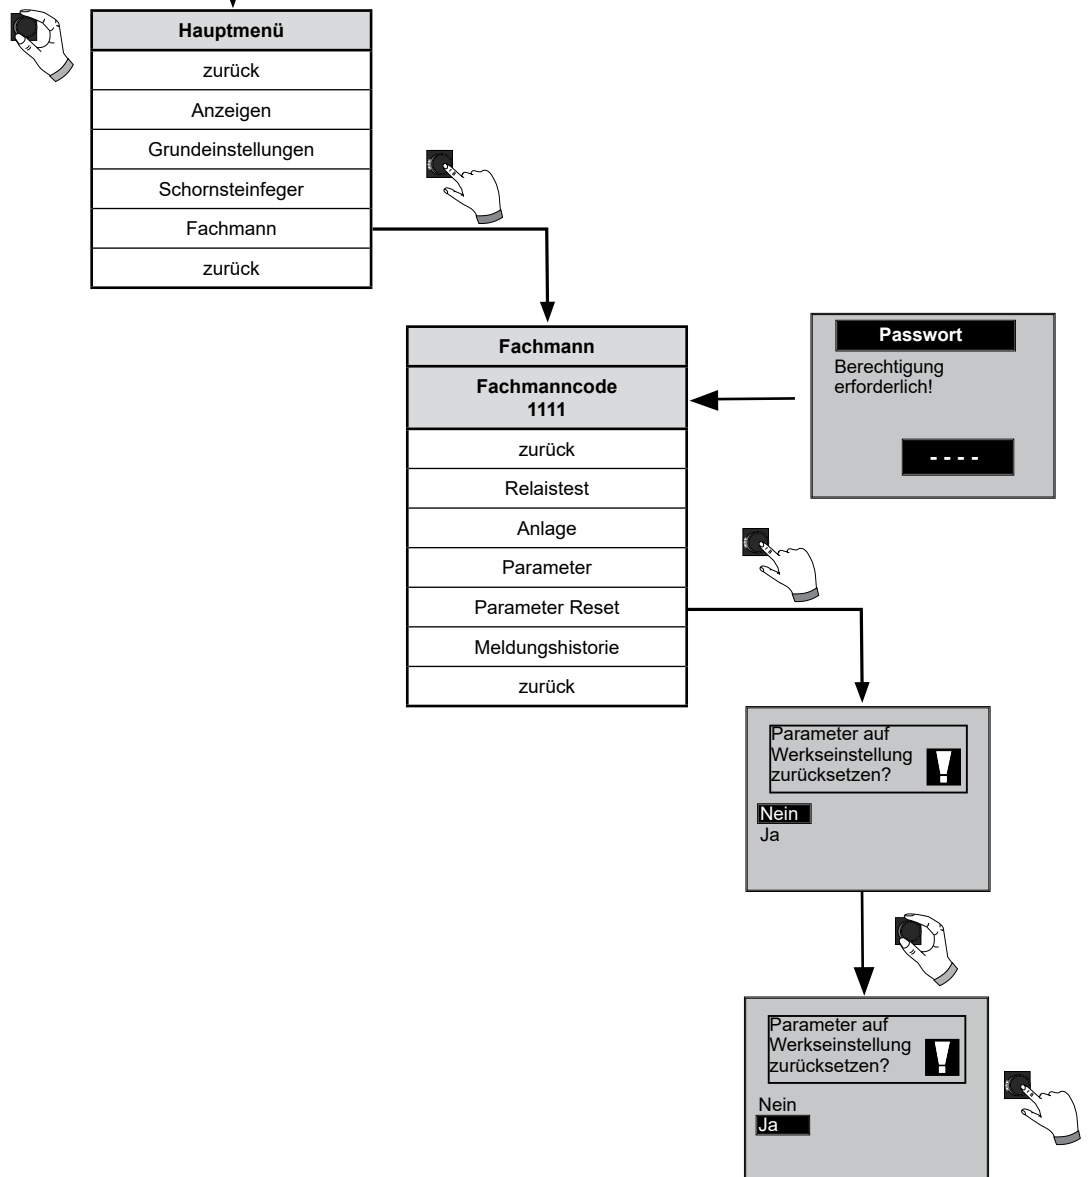 Hauptmenü
zurück
Anzeigen
Grundeinstellungen
Schornsteinfeger
Fachmann
zurück
Fachmann
Fachmanncode
1111
zurück
Relaistest
Anlage
Parameter
Parameter Reset
Meldungshistorie
zurück
Passwort
Berechtigung
erforderlich!
- - - -
Parameter auf
Werkseinstellung
zurücksetzen?
Nein
Ja
Parameter auf
Werkseinstellung
zurücksetzen?
Nein
Ja